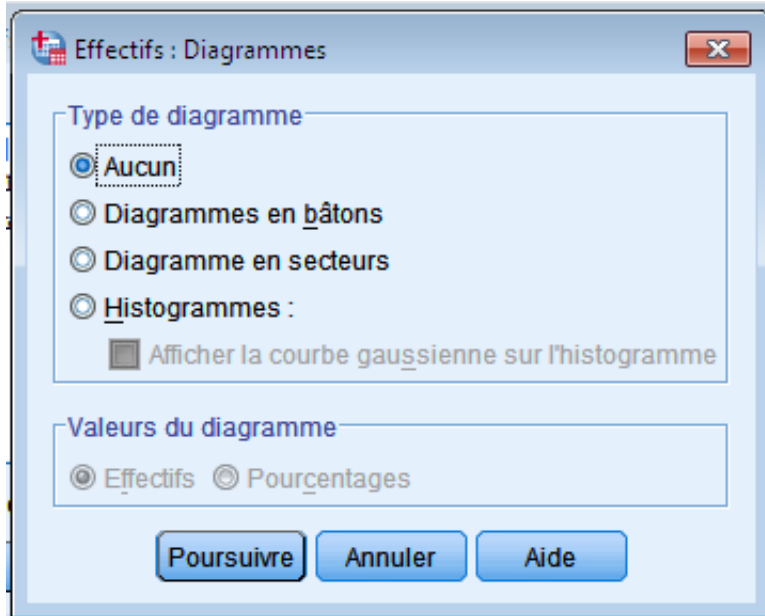 Effectifs : Diagrammes
Type de diagramme
Aucun
Diagrammes en bâtons
Diagramme en secteurs
Histogrammes :
Afficher la courbe gaussienne sur l'histogramme
Valeurs du diagramme
Effectifs Pourcentages
Poursuivre Annuler Aide